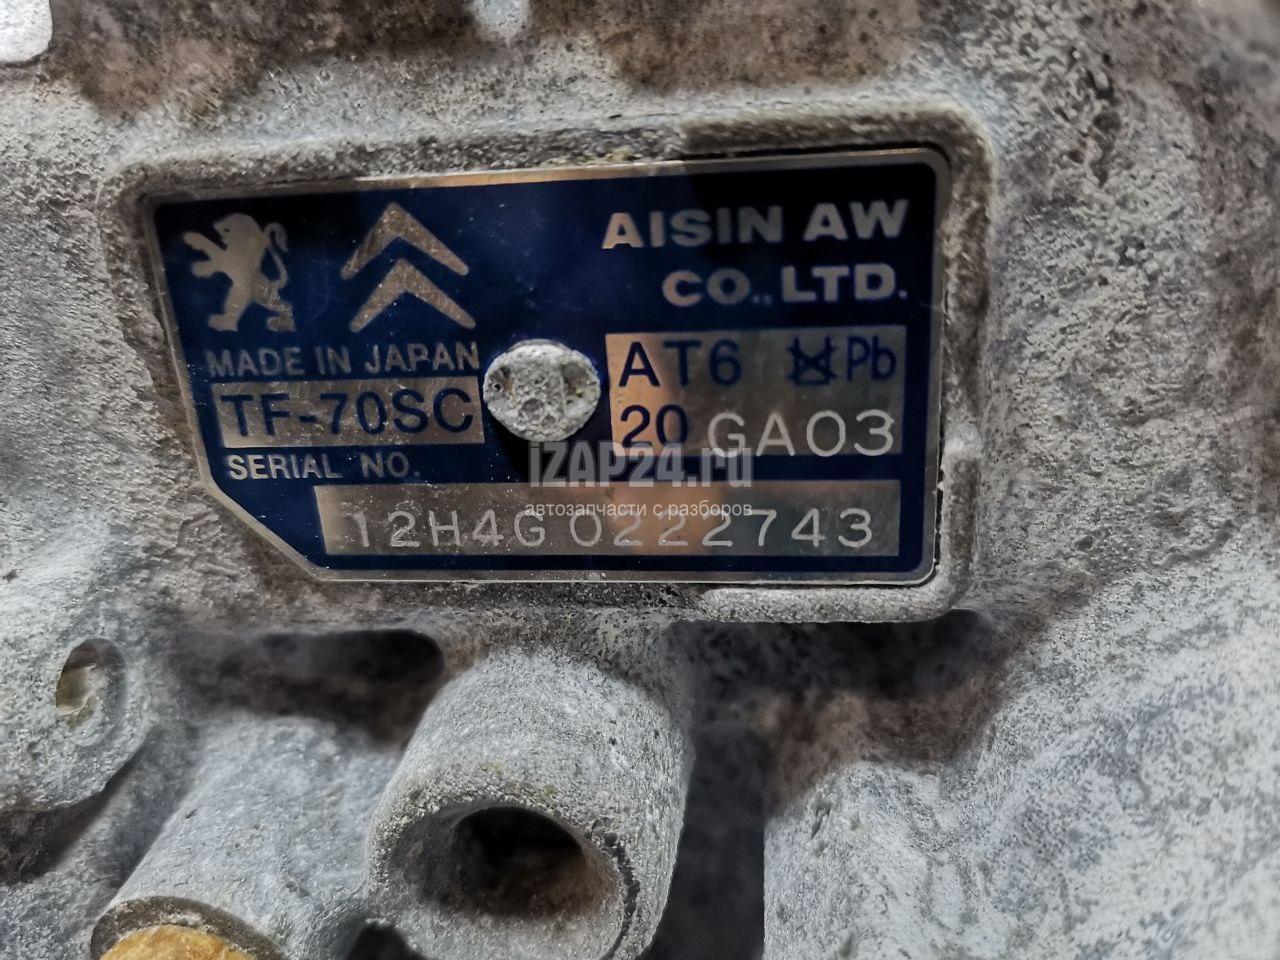 AISIN AW
CO., LTD.
MADE IN JAPAN
AT6 Pb
TF-70SC
20 GA03
SERIAL NO.
iZAP24.ru
автозапчасти с разборов
12H4G 0222743